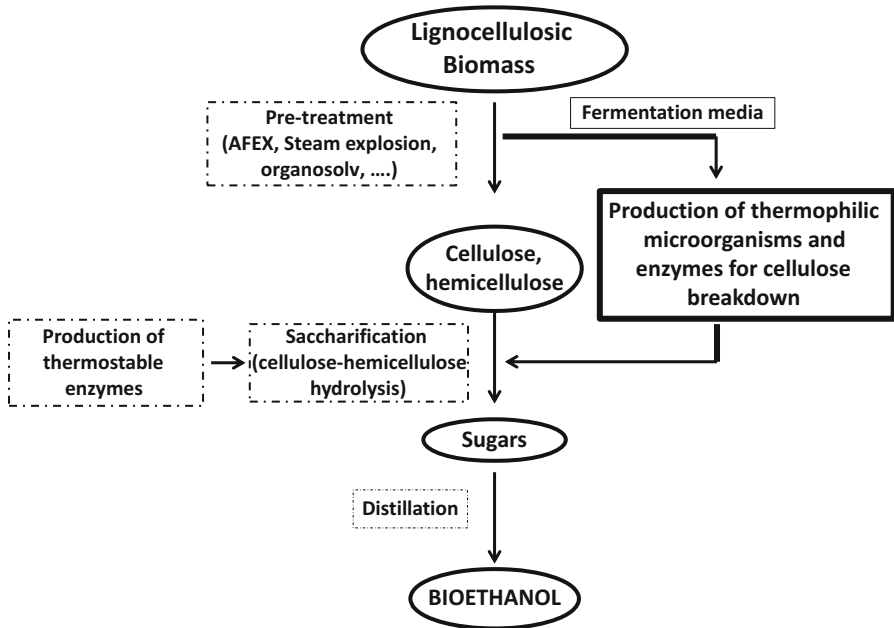 Lignocellulosic
Biomass
Pre-treatment
(AFEX, Steam explosion,
organosolv, ....)
Fermentation media
Production of thermophilic
microorganisms and
enzymes for cellulose
breakdown
Cellulose,
hemicellulose
Production of
thermostable
enzymes
Saccharification
(cellulose-hemicellulose
hydrolysis)
Sugars
Distillation
BIOETHANOL